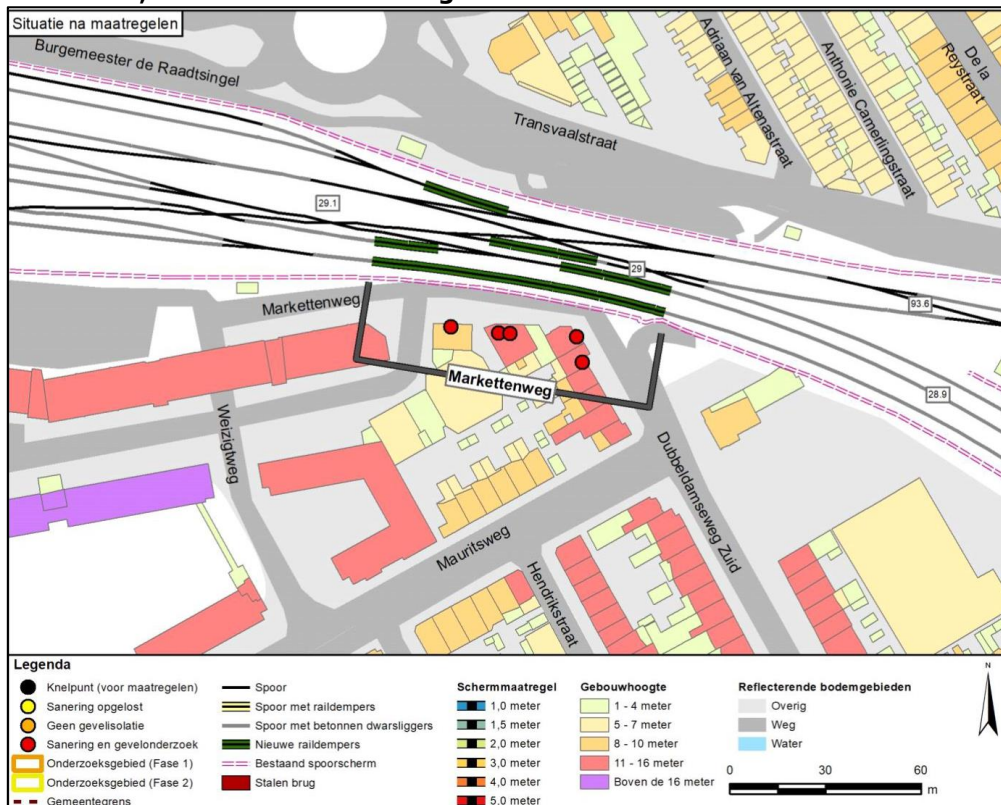 Situatie na maatregelen
Burgemeester de Raadtsingel
Transvaalstraat
Adriaan van Altenastraat
Anthonie Camerlingstraat
De la
Reystraat
29.1
29
93.6
28.9
Markettenweg
Markettenweg
Weizigtweg
Mauritsweg
Hendrikstraat
Dubbeldamseweg Zuid
Legenda
Knelpunt (voor maatregelen)
Sanering opgelost
Geen gevelisolatie
Sanering en gevelonderzoek
Onderzoeksgebied (Fase 1)
Onderzoeksgebied (Fase 2)
Gemeentegrens
Spoor
Spoor met raildempers
Spoor met betonnen dwarsliggers
Nieuwe raildempers
Bestaand spoorscherm
Stalen brug
Schermmaatregel
1,0 meter
1,5 meter
2,0 meter
3,0 meter
4,0 meter
5,0 meter
Gebouwhoogte
1 - 4 meter
5 - 7 meter
8 - 10 meter
11 - 16 meter
Boven de 16 meter
Reflecterende bodemgebieden
Overig
Weg
Water
N
0 30 60
m